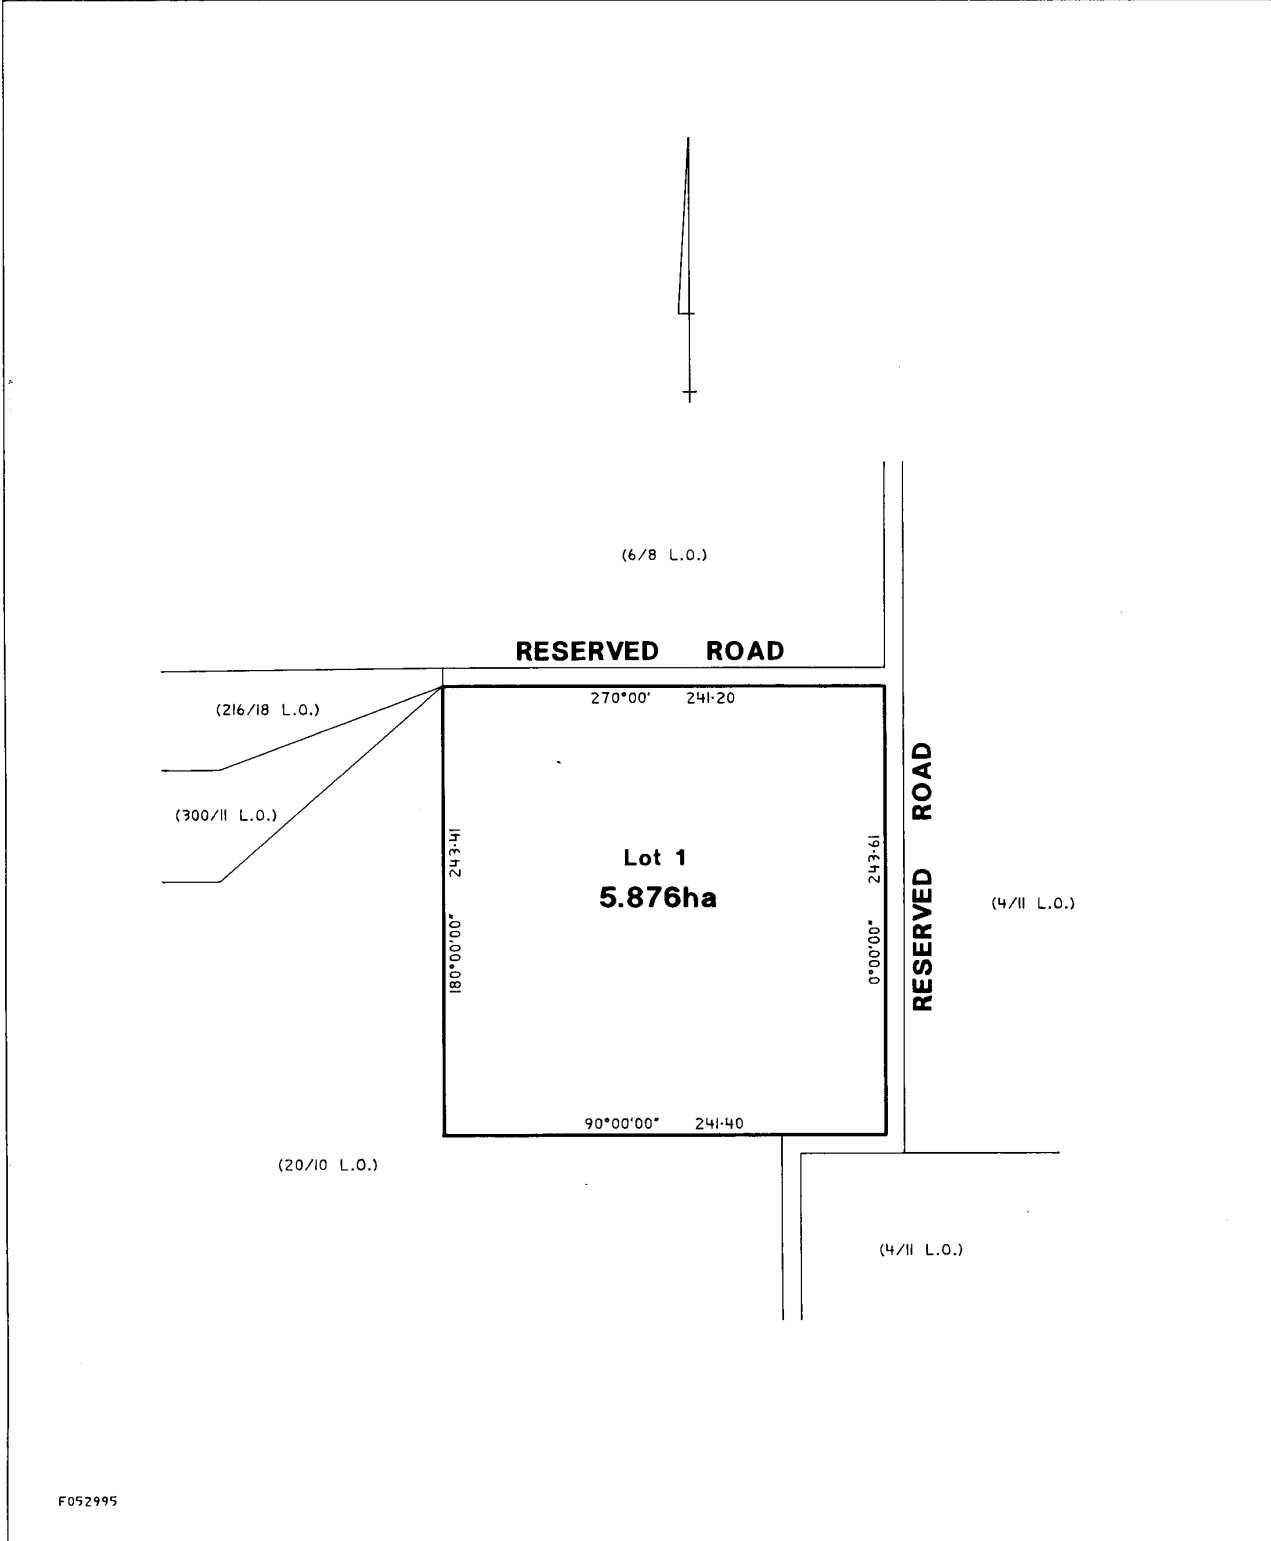 (6/8 L.O.)
RESERVED ROAD
270°00' 241·20
(216/18 L.O.)
(300/11 L.O.)
243·41
180°00'00"
Lot 1
5.876ha
243·61
0°00'00"
RESERVED ROAD
(4/11 L.O.)
90°00'00" 241·40
(20/10 L.O.)
(4/11 L.O.)
F052995